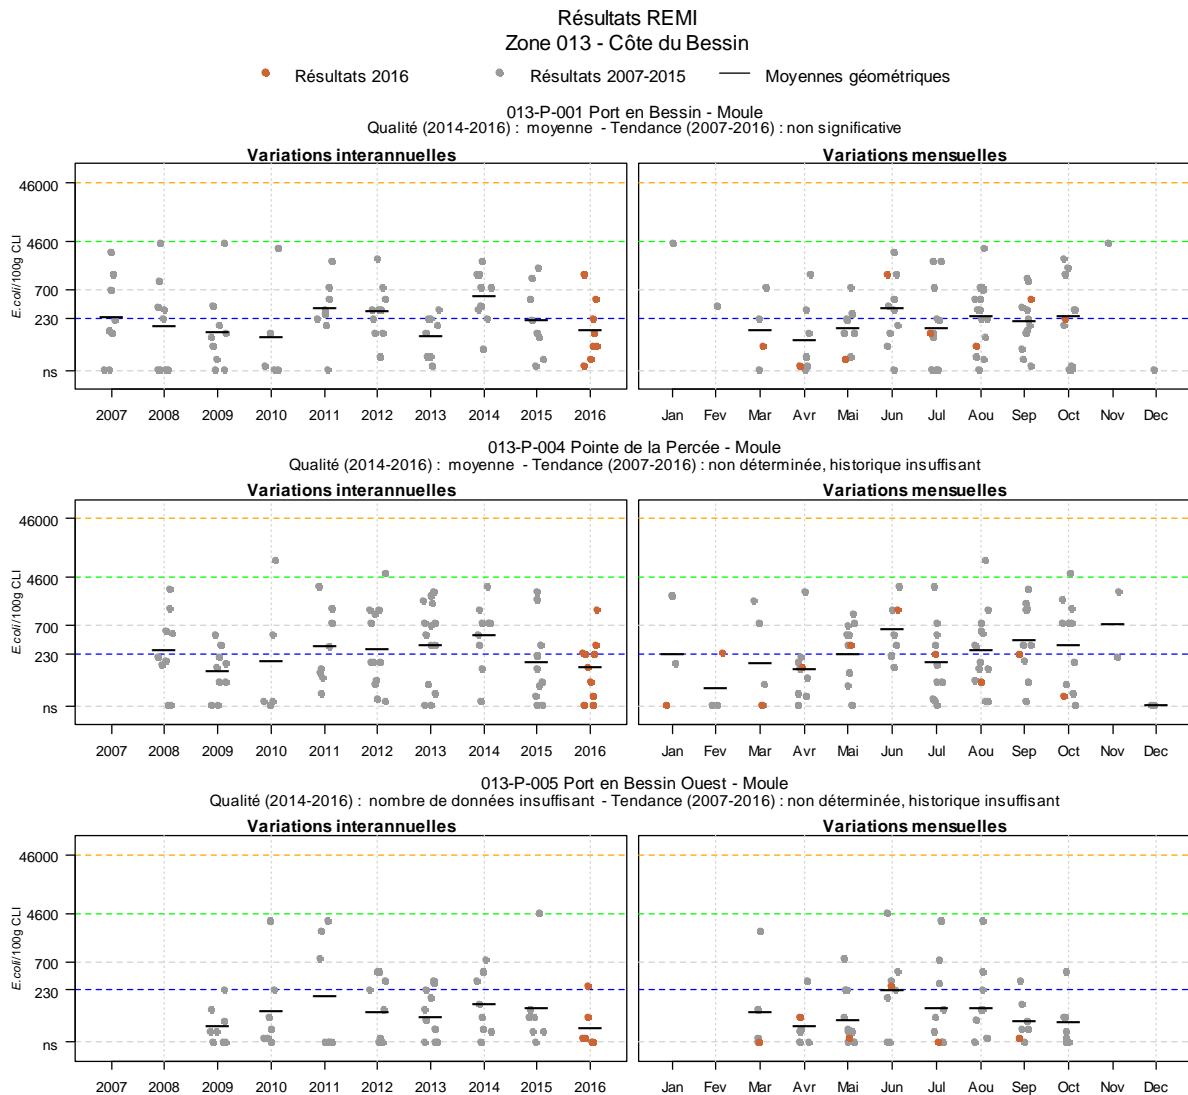 Résultats REMI
Zone 013 - Côte du Bessin
Résultats 2016 Résultats 2007-2015 Moyennes géométriques
013-P-001 Port en Bessin - Moule
Qualité (2014-2016) : moyenne - Tendance (2007-2016) : non significative
Variations interannuelles Variations mensuelles
E.coli/100g CLI
46000
4600
700
230
ns
2007 2008 2009 2010 2011 2012 2013 2014 2015 2016 Jan Fev Mar Avr Mai Jun Jul Aou Sep Oct Nov Dec
013-P-004 Pointe de la Percée - Moule
Qualité (2014-2016) : moyenne - Tendance (2007-2016) : non déterminée, historique insuffisant
Variations interannuelles Variations mensuelles
E.coli/100g CLI
46000
4600
700
230
ns
2007 2008 2009 2010 2011 2012 2013 2014 2015 2016 Jan Fev Mar Avr Mai Jun Jul Aou Sep Oct Nov Dec
013-P-005 Port en Bessin Ouest - Moule
Qualité (2014-2016) : nombre de données insuffisant - Tendance (2007-2016) : non déterminée, historique insuffisant
Variations interannuelles Variations mensuelles
E.coli/100g CLI
46000
4600
700
230
ns
2007 2008 2009 2010 2011 2012 2013 2014 2015 2016 Jan Fev Mar Avr Mai Jun Jul Aou Sep Oct Nov Dec